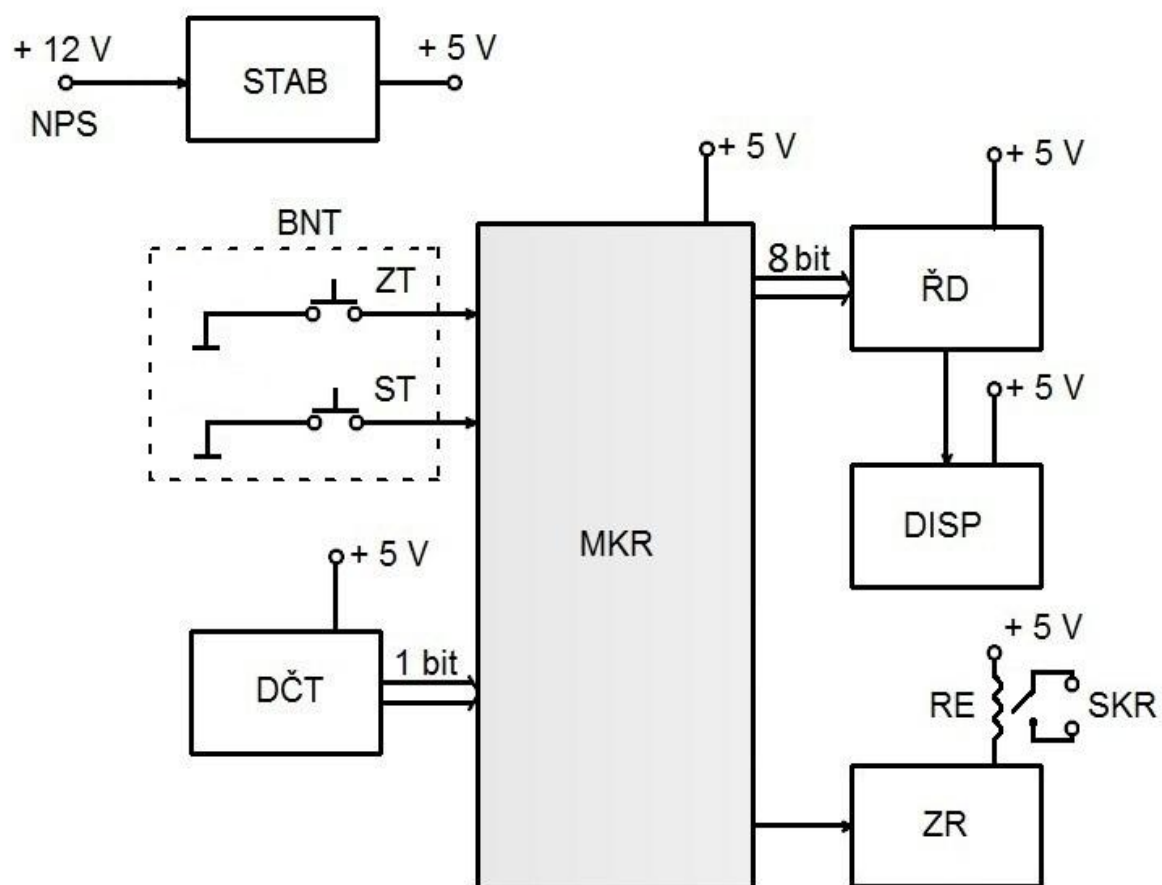 + 12 V
STAB
+ 5 V
NPS
+ 5 V
+ 5 V
BNT
ZT
8 bit
ŘD
ST
+ 5 V
DISP
MKR
+ 5 V
DČT
1 bit
+ 5 V
RE
SKR
ZR